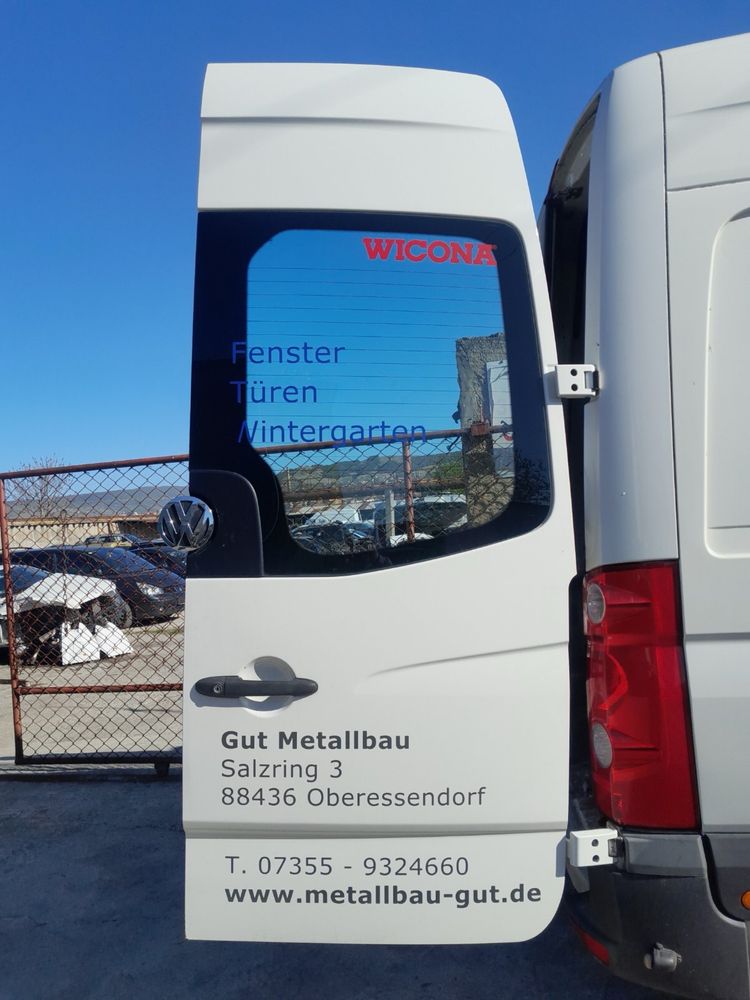 WICONA
Fenster
Türen
Wintergarten
Gut Metallbau
Salzring 3
88436 Oberessendorf
T. 07355 - 9324660
www.metallbau-gut.de